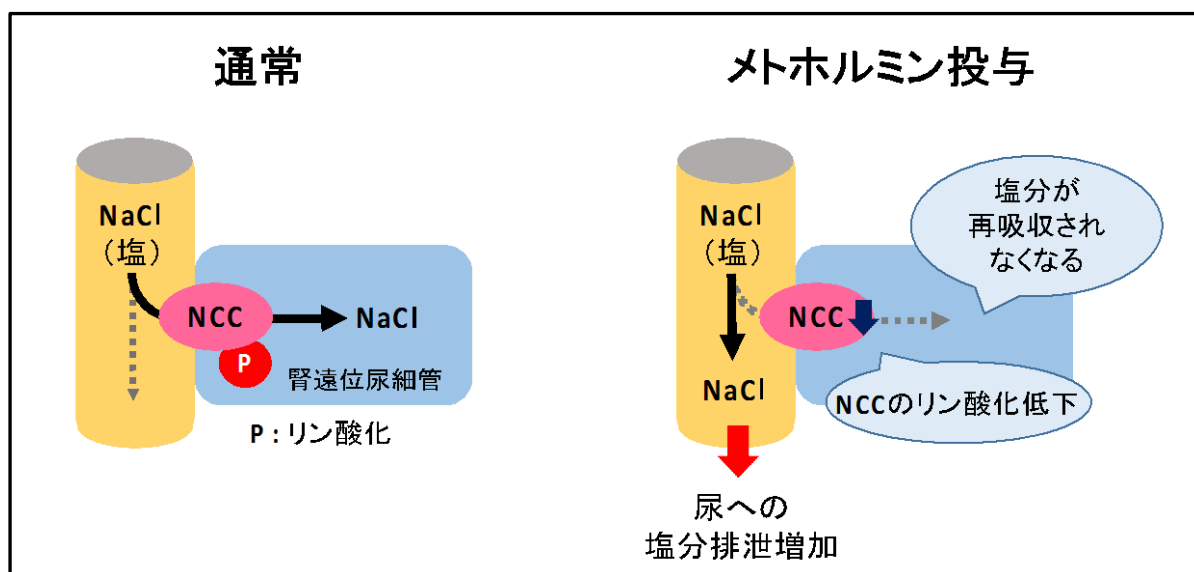 通常
NaCl
（塩）
NCC
NaCl
P
腎遠位尿細管
P：リン酸化
メトホルミン投与
NaCl
（塩）
NCC
NaCl
塩分が
再吸収され
なくなる
NCCのリン酸化低下
尿への
塩分排泄増加